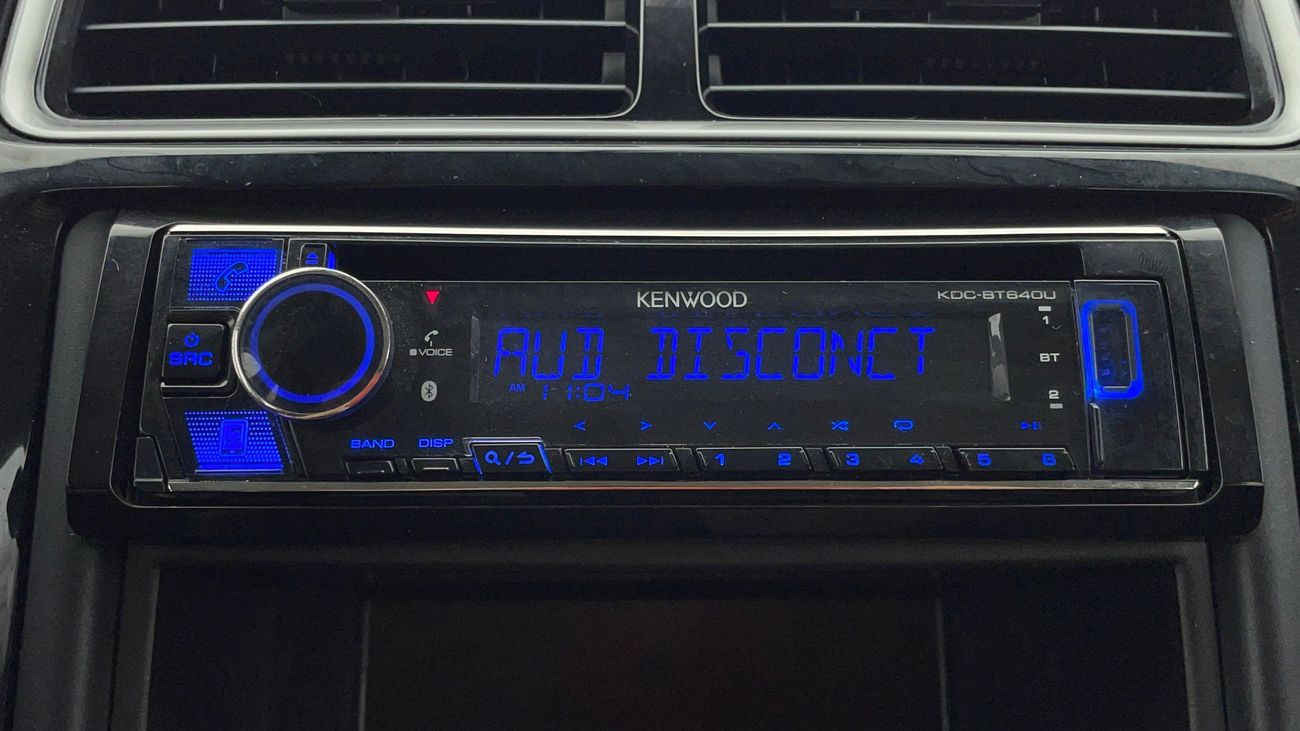 KENWOOD
KDC-BT640U
1
BT
2
VOICE
AUD DISCONCT
AM 11:04
SRC
BAND
DISP
1
2
3
4
5
6